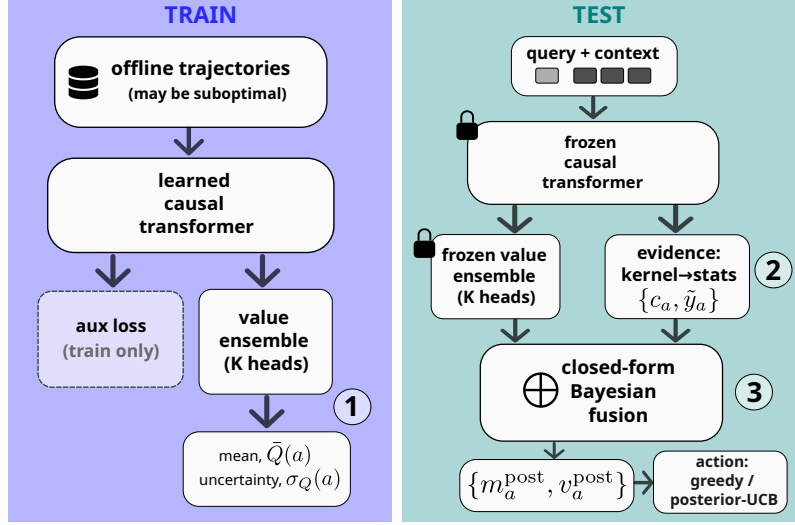 TRAIN
offline trajectories
(may be suboptimal)
learned
causal
transformer
aux loss
(train only)
value
ensemble
(K heads)
1
mean, Q̄(a)
uncertainty, σ_Q(a)
TEST
query + context
frozen
causal
transformer
frozen value
ensemble
(K heads)
evidence:
kernel→stats
{c_a, ỹ_a}
2
closed-form
Bayesian
fusion
3
{m_a^post, v_a^post}
action:
greedy /
posterior-UCB